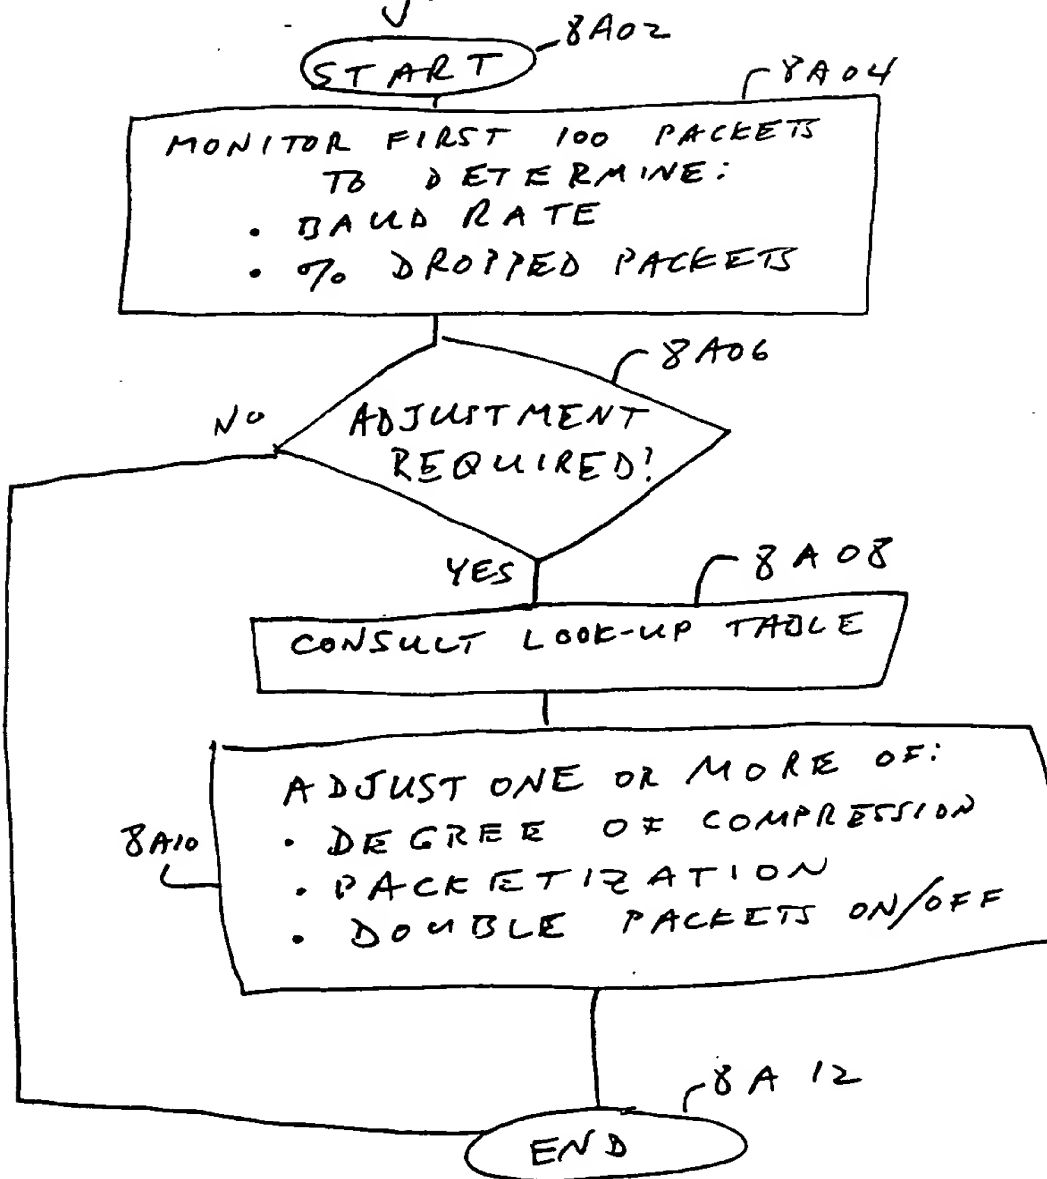 START
8A02
8A04
MONITOR FIRST 100 PACKETS
TO DETERMINE:
• BAUD RATE
• % DROPPED PACKETS
8A06
NO
ADJUSTMENT
REQUIRED?
YES
8A08
CONSULT LOOK-UP TABLE
8A10
ADJUST ONE OR MORE OF:
• DEGREE OF COMPRESSION
• PACKETIZATION
• DOUBLE PACKETS ON/OFF
8A12
END